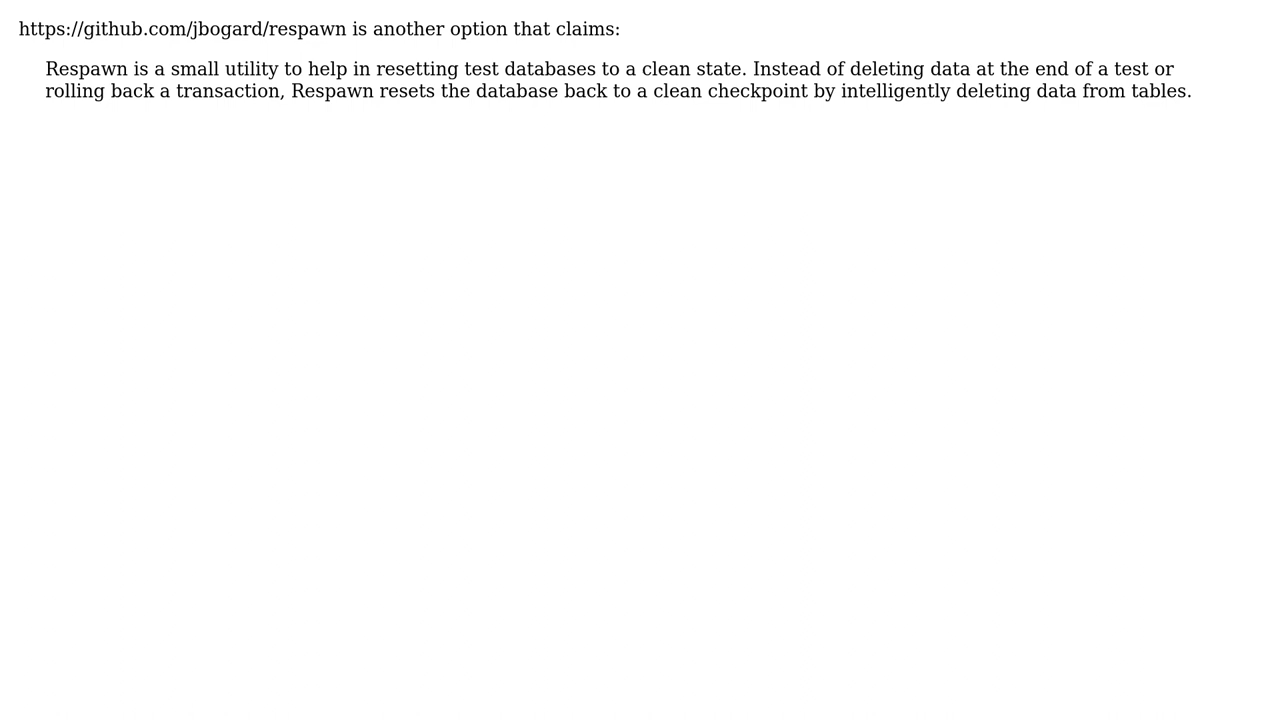 https://github.com/jbogard/respawn is another option that claims:
Respawn is a small utility to help in resetting test databases to a clean state. Instead of deleting data at the end of a test or
rolling back a transaction, Respawn resets the database back to a clean checkpoint by intelligently deleting data from tables.